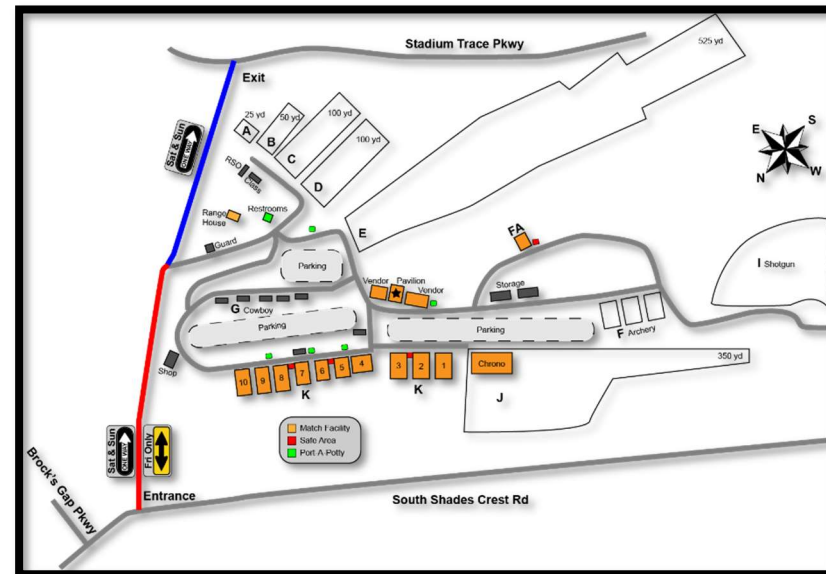 Stadium Trace Pkwy
525 yd
Exit
Sat & Sun
ONE WAY
25 yd
A
50 yd
B
100 yd
C
100 yd
D
RSO
Class
Range
House
Restrooms
Guard
E
E
S
N
W
FA
I Shotgun
Parking
Vendor
Pavilion
Vendor
Storage
G Cowboy
Parking
Parking
F Archery
Shop
10
9
8
7
6
5
4
K
3
2
1
K
Chrono
350 yd
J
Match Facility
Safe Area
Port-A-Potty
Sat & Sun
ONE WAY
Fri Only
Entrance
Brock's Gap Pkwy
South Shades Crest Rd